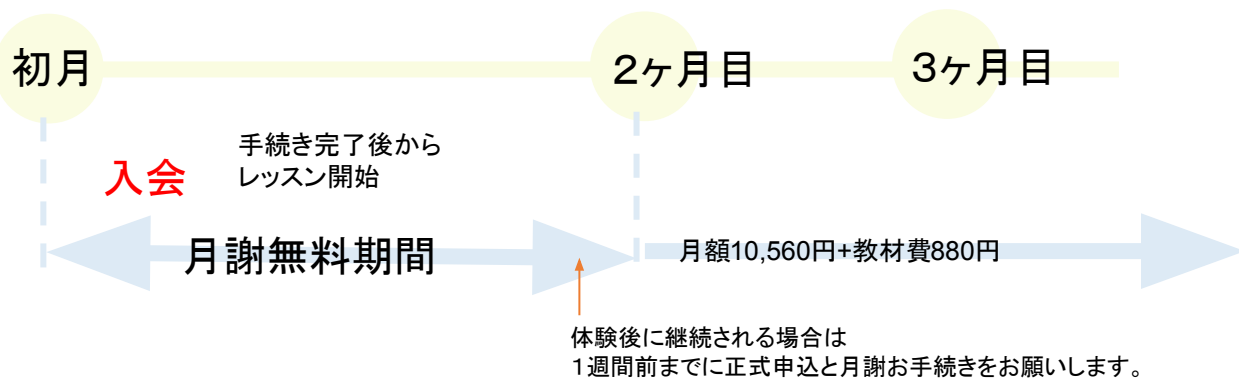 初月
2ケ月目
3ケ月目
入会
手続き完了後から
レッスン開始
月謝無料期間
月額10,560円+教材費880円
体験後に継続される場合は
1週間前までに正式申込と月謝お手続きをお願いします。